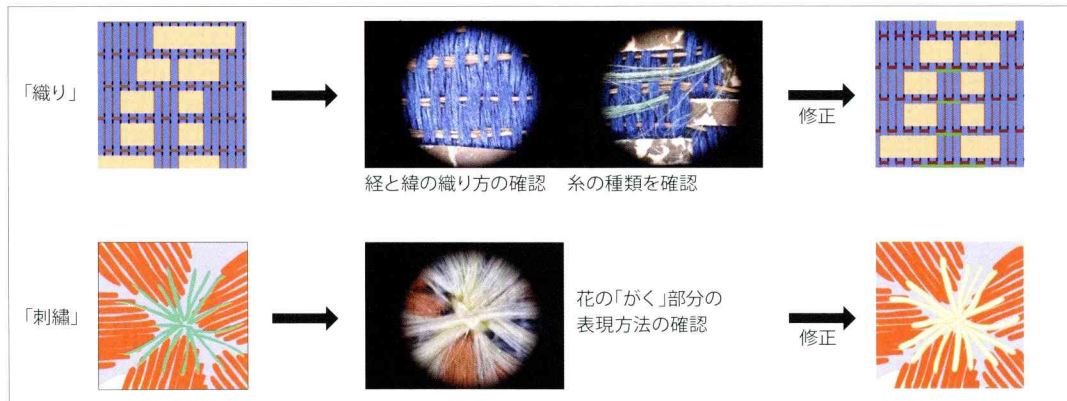 「織り」
修正
経と緯の織り方の確認 糸の種類を確認
「刺繍」
花の「がく」部分の
表現方法の確認
修正